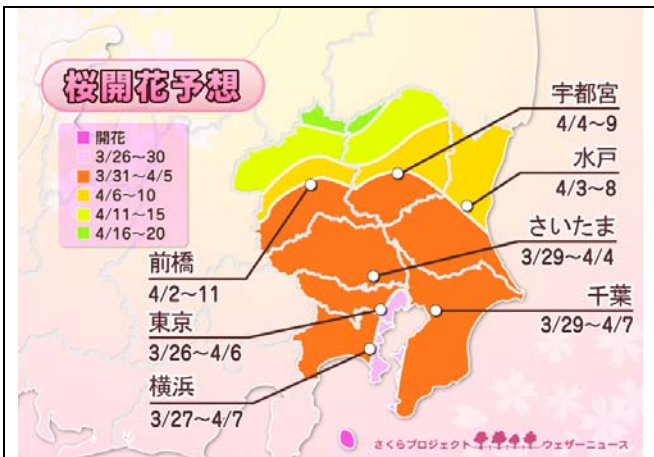 桜開花予想
開花
3/26～30
3/31～4/5
4/6～10
4/11～15
4/16～20
宇都宮
4/4～9
水戸
4/3～8
さいたま
3/29～4/4
千葉
3/29～4/7
前橋
4/2～11
東京
3/26～4/6
横浜
3/27～4/7
さくらプロジェクト ウェザーニュース